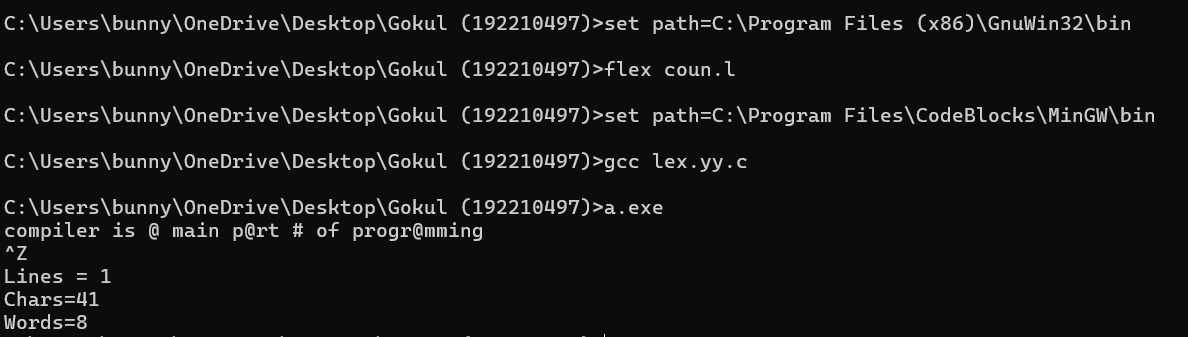 C:\Users\bunny\OneDrive\Desktop\Gokul (192210497)>set path=C:\Program Files (x86)\GnuWin32\bin
C:\Users\bunny\OneDrive\Desktop\Gokul (192210497)>flex coun.l
C:\Users\bunny\OneDrive\Desktop\Gokul (192210497)>set path=C:\Program Files\CodeBlocks\MinGW\bin
C:\Users\bunny\OneDrive\Desktop\Gokul (192210497)>gcc lex.yy.c
C:\Users\bunny\OneDrive\Desktop\Gokul (192210497)>a.exe
compiler is @ main p@rt # of progr@mming
^Z
Lines = 1
Chars=41
Words=8